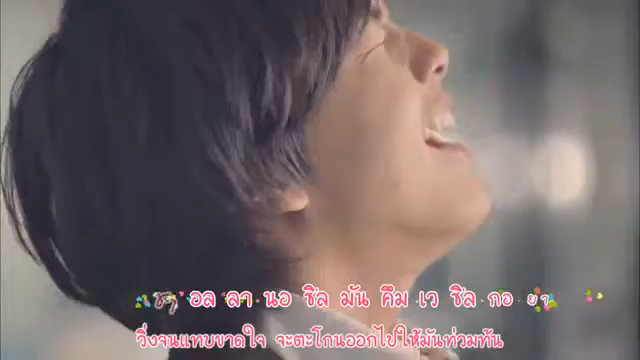 อล ลา นอ ชิล มัน คึม เว ชิล กอ ยา
วิ่งจนแทบขาดใจ จะตะโกนออกไปให้มันท่วมท้น